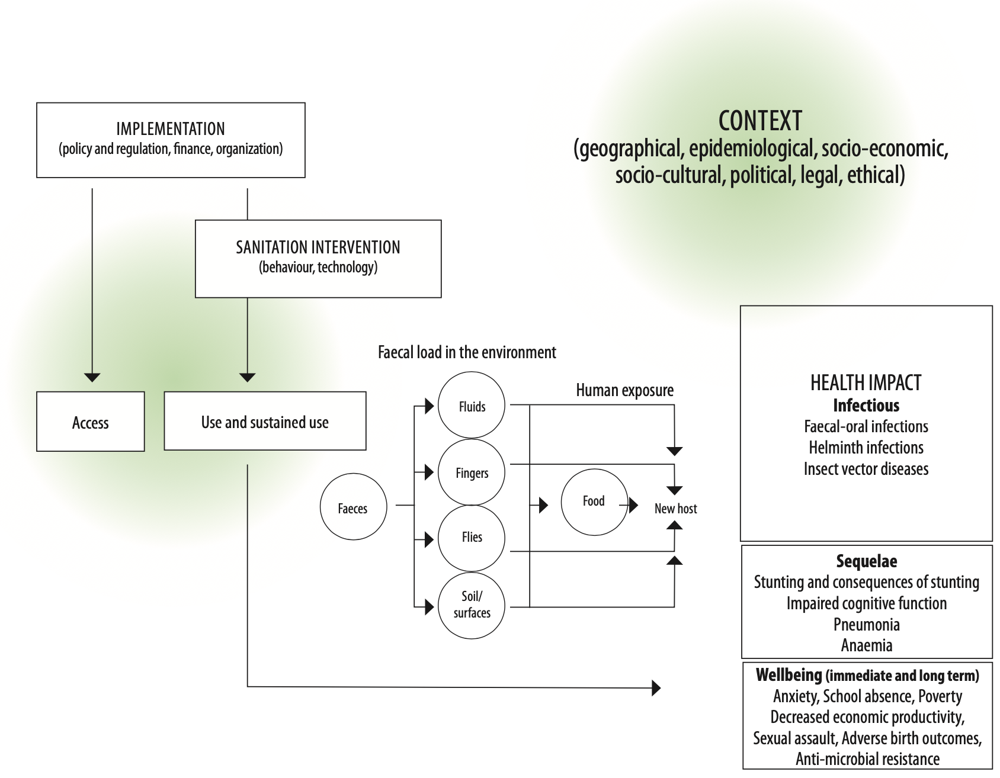 IMPLEMENTATION
(policy and regulation, finance, organization)
CONTEXT
(geographical, epidemiological, socio-economic,
socio-cultural, political, legal, ethical)
SANITATION INTERVENTION
(behaviour, technology)
Access
Use and sustained use
Faecal load in the environment
Human exposure
Faeces
Fluids
Fingers
Flies
Soil/
surfaces
Food
New host
HEALTH IMPACT
Infectious
Faecal-oral infections
Helminth infections
Insect vector diseases
Sequelae
Stunting and consequences of stunting
Impaired cognitive function
Pneumonia
Anaemia
Wellbeing (immediate and long term)
Anxiety, School absence, Poverty
Decreased economic productivity,
Sexual assault, Adverse birth outcomes,
Anti-microbial resistance